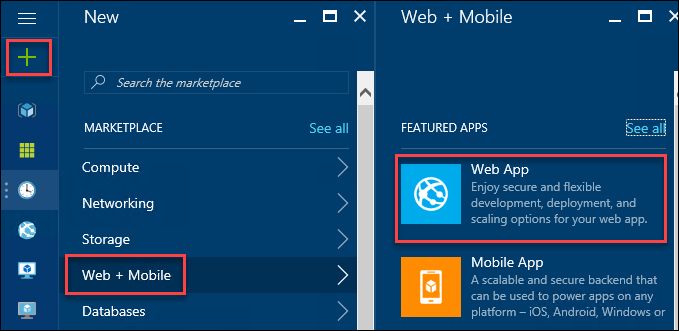 New
Search the marketplace
MARKETPLACE
See all
Compute
Networking
Storage
Web + Mobile
Databases
Web + Mobile
FEATURED APPS
See all
Web App
Enjoy secure and flexible
development, deployment, and
scaling options for your web app.
Mobile App
A scalable and secure backend that
can be used to power apps on any
platform – iOS, Android, Windows or